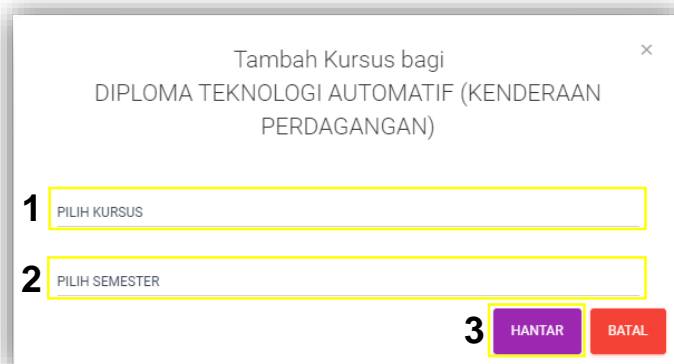 Tambah Kursus bagi
×
DIPLOMA TEKNOLOGI AUTOMATIF (KENDERAAN
PERDAGANGAN)
1 PILIH KURSUS
2 PILIH SEMESTER
3 HANTAR BATAL